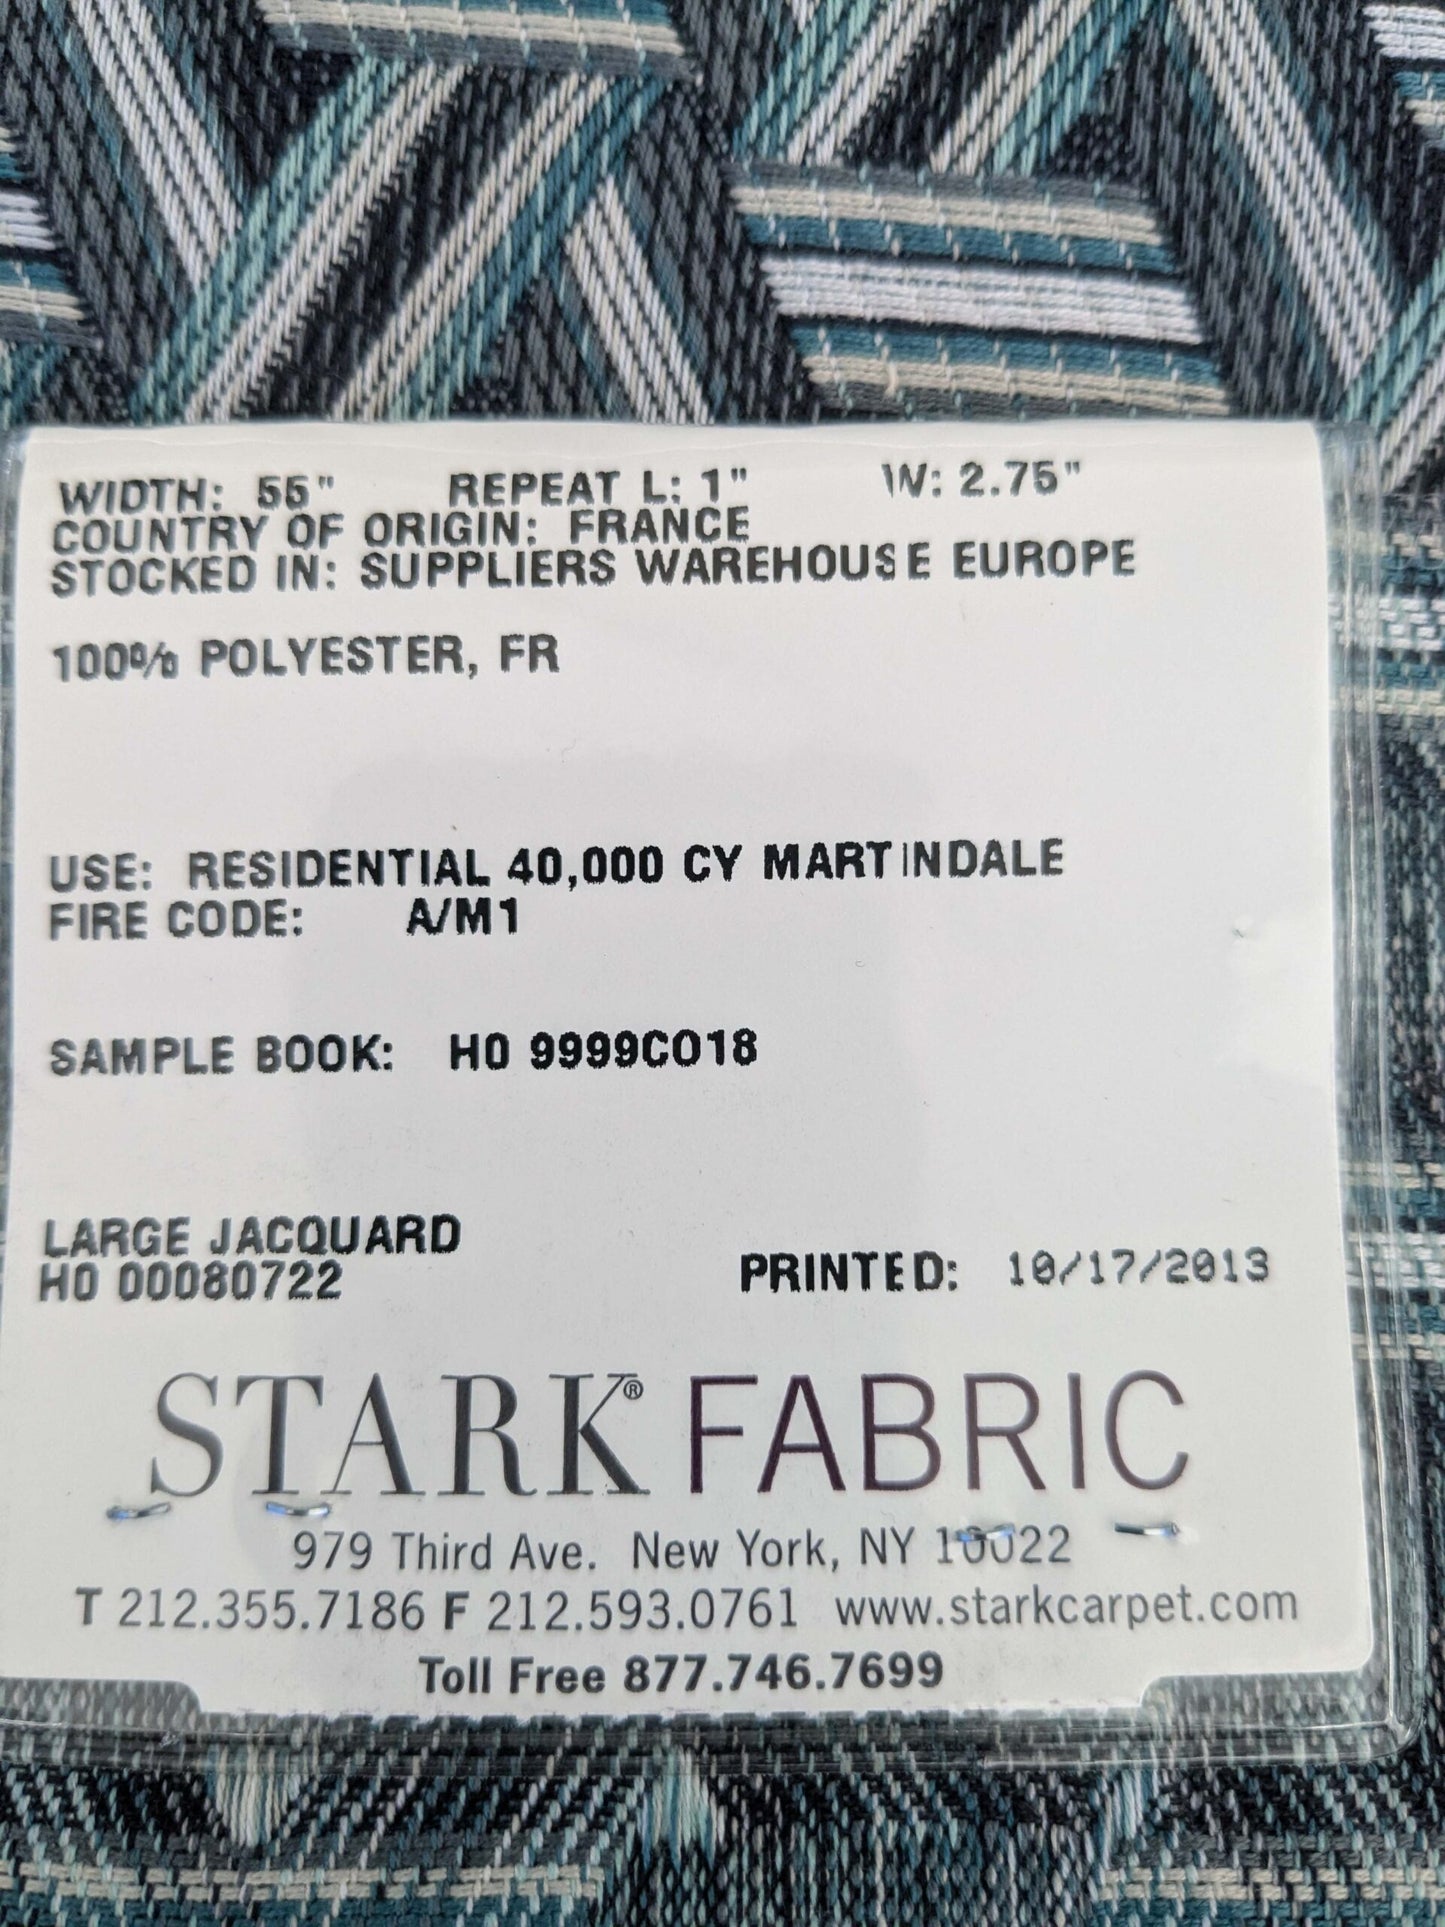 WIDTH: 55" REPEAT L: 1" W: 2.75"
COUNTRY OF ORIGIN: FRANCE
STOCKED IN: SUPPLIERS WAREHOUSE EUROPE
100% POLYESTER, FR
USE: RESIDENTIAL 40,000 CY MARTINDALE
FIRE CODE: A/M1
SAMPLE BOOK: H0 9999CO18
LARGE JACQUARD
H0 00080722
PRINTED: 10/17/2013
STARK® FABRIC
979 Third Ave. New York, NY 10022
T 212.355.7186 F 212.593.0761 www.starkcarpet.com
Toll Free 877.746.7699